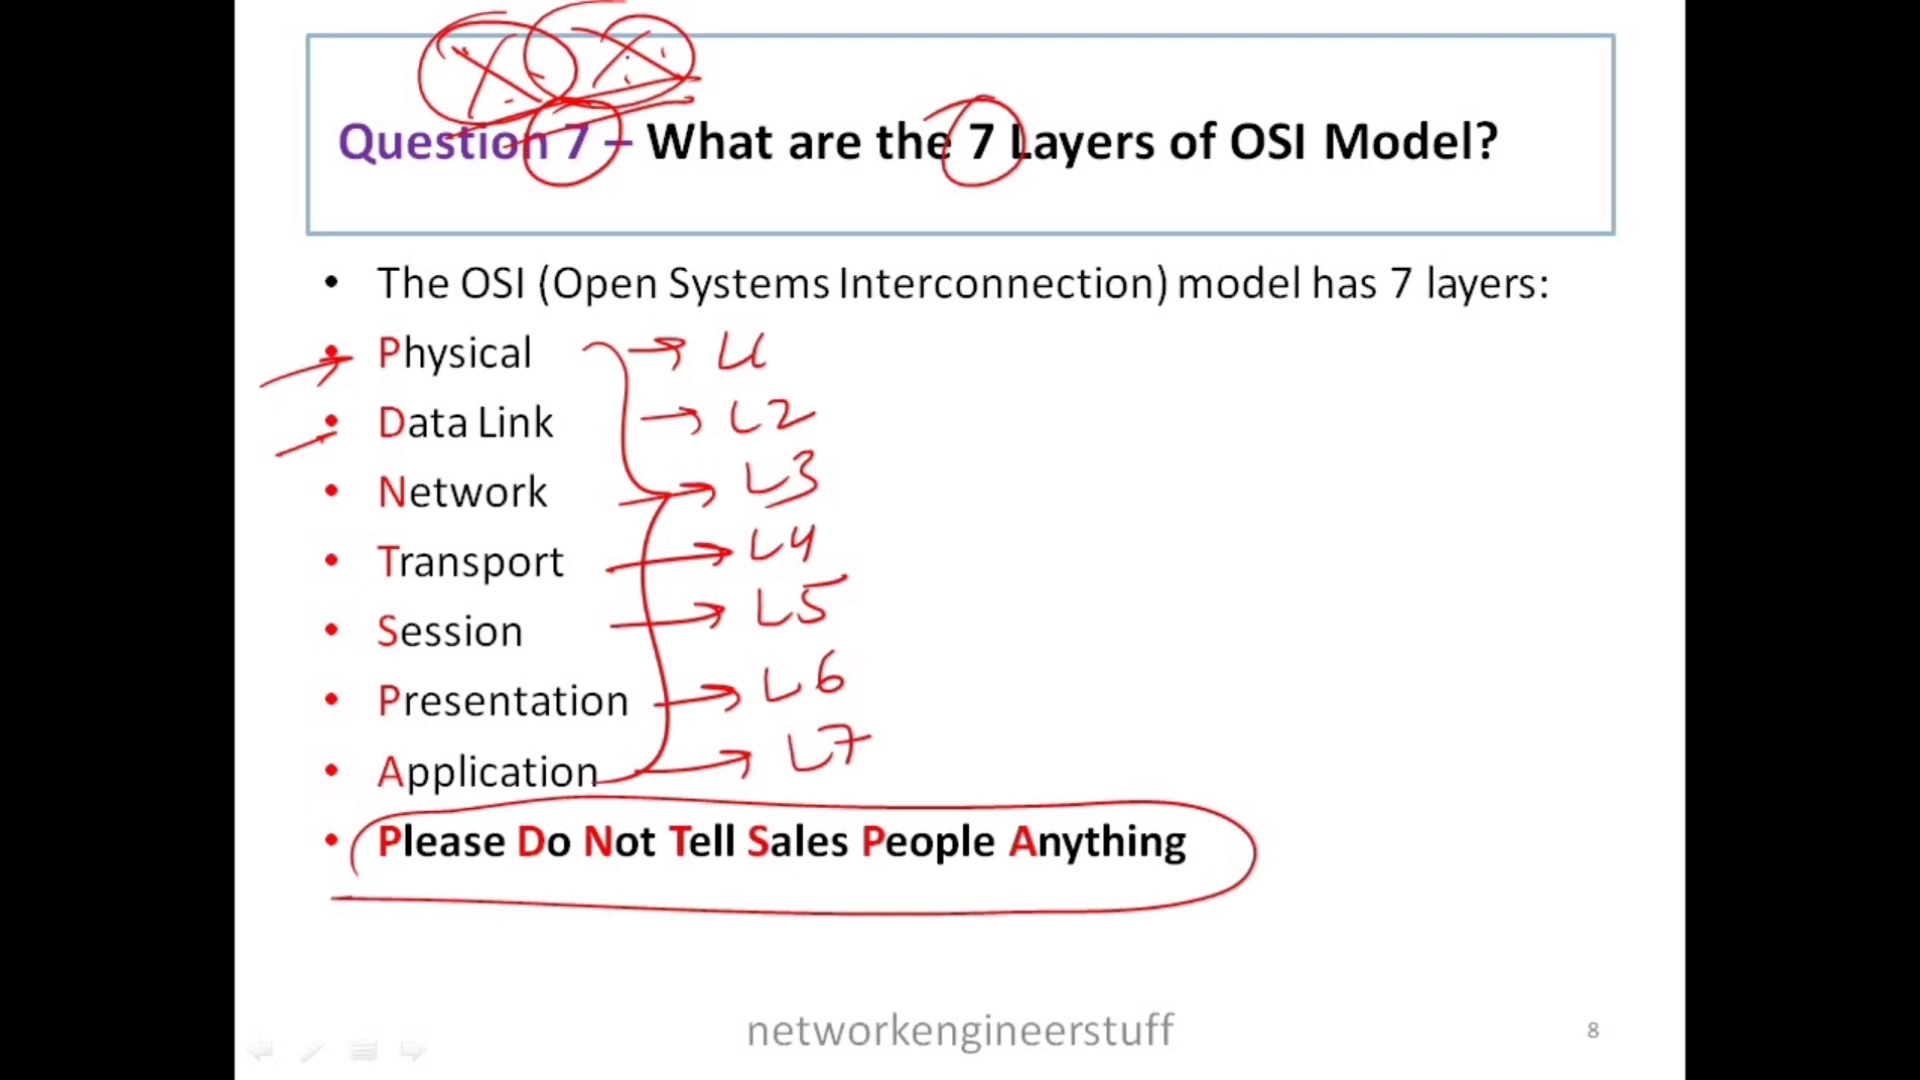 Question 7 – What are the 7 Layers of OSI Model?
• The OSI (Open Systems Interconnection) model has 7 layers:
• Physical → L1
• Data Link → L2
• Network → L3
• Transport → L4
• Session → L5
• Presentation → L6
• Application → L7
• Please Do Not Tell Sales People Anything
networkengineerstuff
8